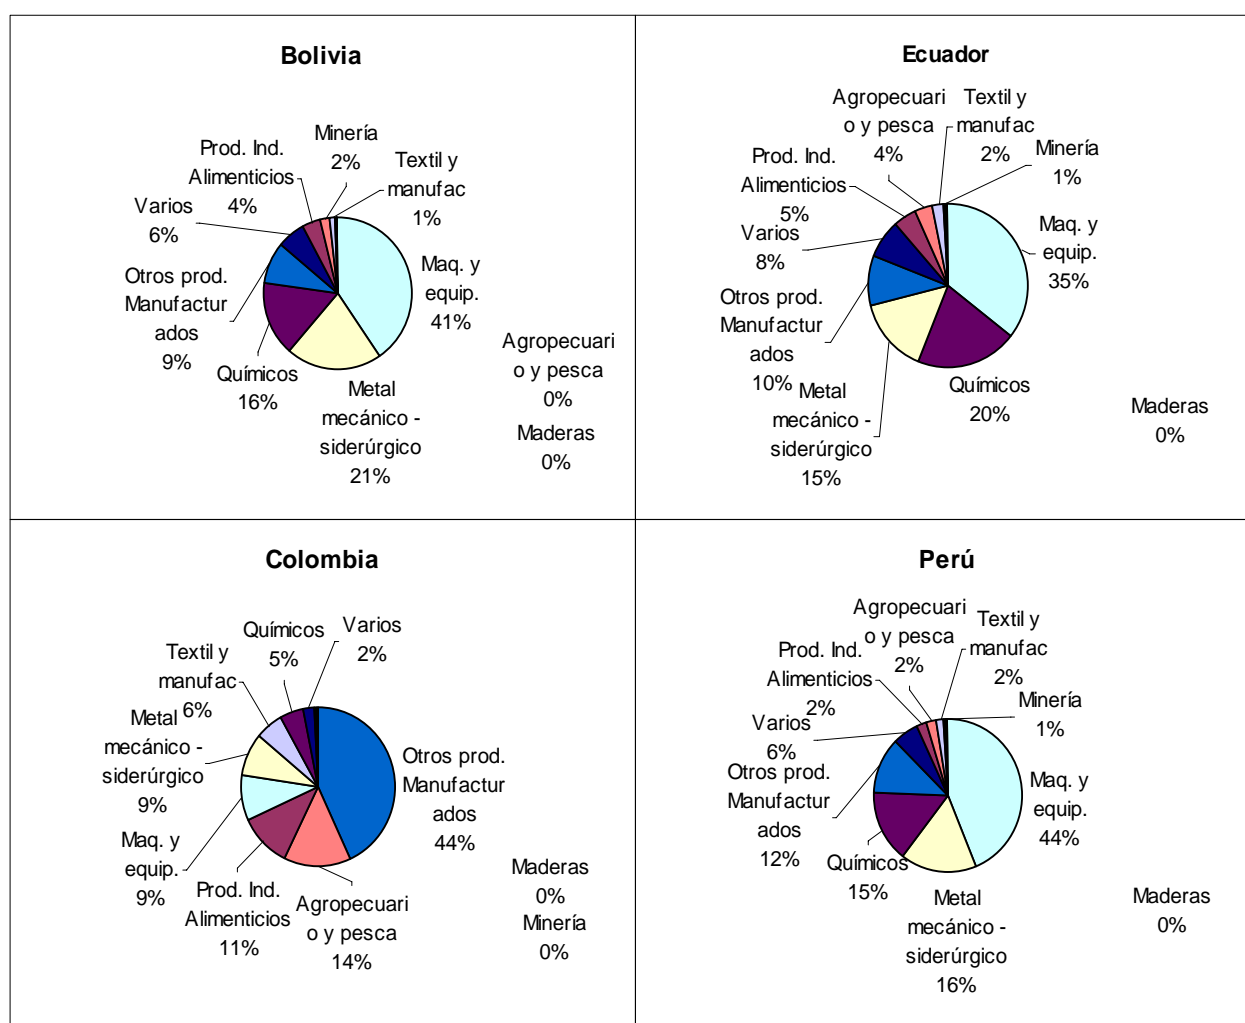 Bolivia
Minería
2%
Prod. Ind.
Alimenticios
4%
Textil y
manufac
1%
Varios
6%
Otros prod.
Manufactur
ados
9%
Maq. y
equip.
41%
Químicos
16%
Metal
mecánico -
siderúrgico
21%
Agropecuari
o y pesca
0%
Maderas
0%
Ecuador
Agropecuari
o y pesca
4%
Textil y
manufac
2%
Minería
1%
Prod. Ind.
Alimenticios
5%
Varios
8%
Maq. y
equip.
35%
Otros prod.
Manufactur
ados
10%
Metal
mecánico -
siderúrgico
15%
Químicos
20%
Maderas
0%
Colombia
Químicos
5%
Varios
2%
Textil y
manufac
6%
Metal
mecánico -
siderúrgico
9%
Otros prod.
Manufactur
ados
44%
Maq. y
equip.
9%
Prod. Ind.
Alimenticios
11%
Agropecuari
o y pesca
14%
Maderas
0%
Minería
0%
Perú
Agropecuari
o y pesca
2%
Textil y
manufac
2%
Prod. Ind.
Alimenticios
2%
Minería
1%
Varios
6%
Otros prod.
Manufactur
ados
12%
Maq. y
equip.
44%
Químicos
15%
Metal
mecánico -
siderúrgico
16%
Maderas
0%